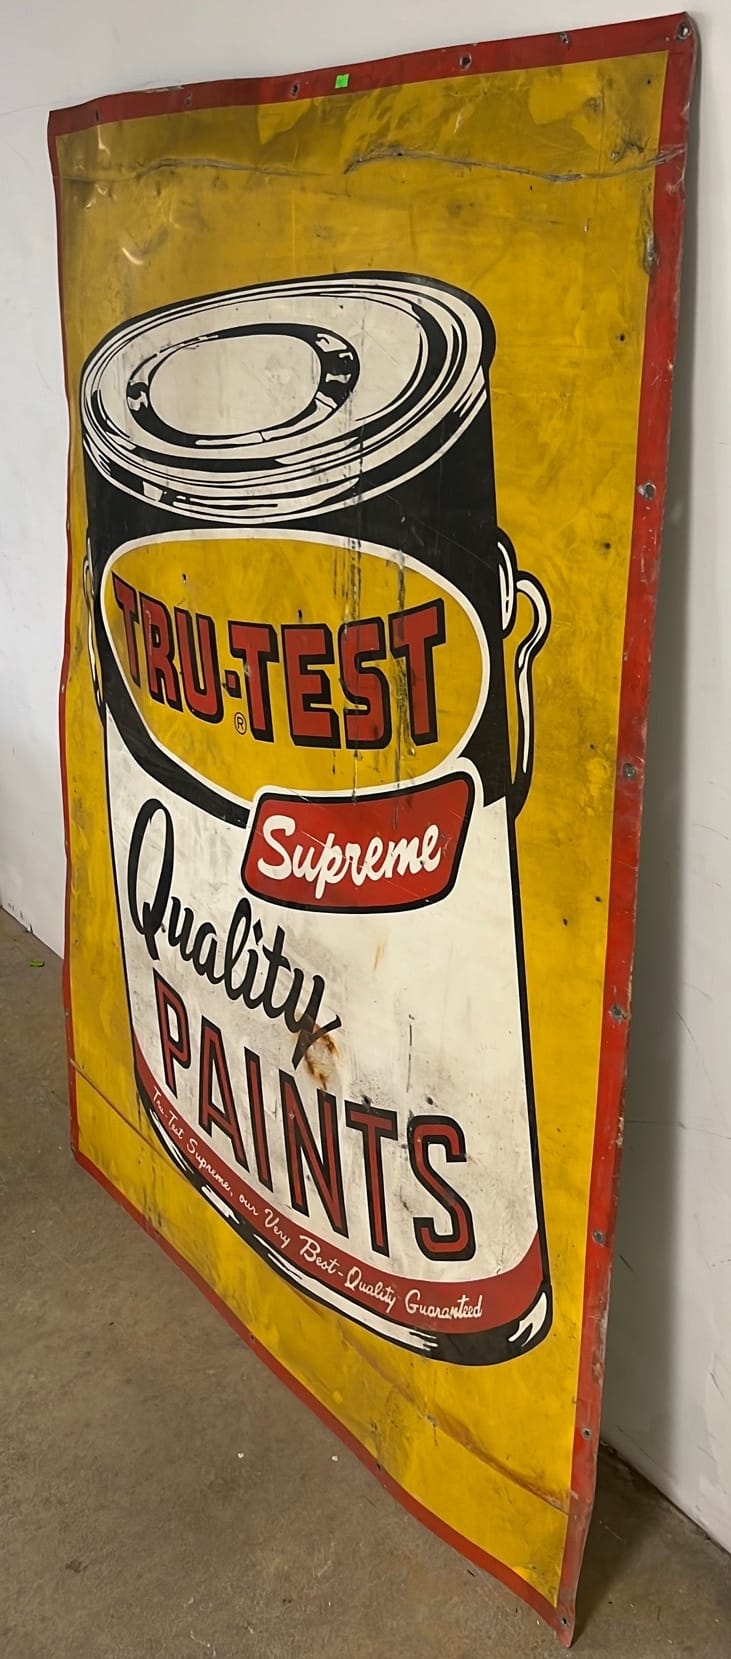 TRU-TEST
®
Supreme
Quality
PAINTS
Tru-Test Supreme, our Very Best-Quality Guaranteed